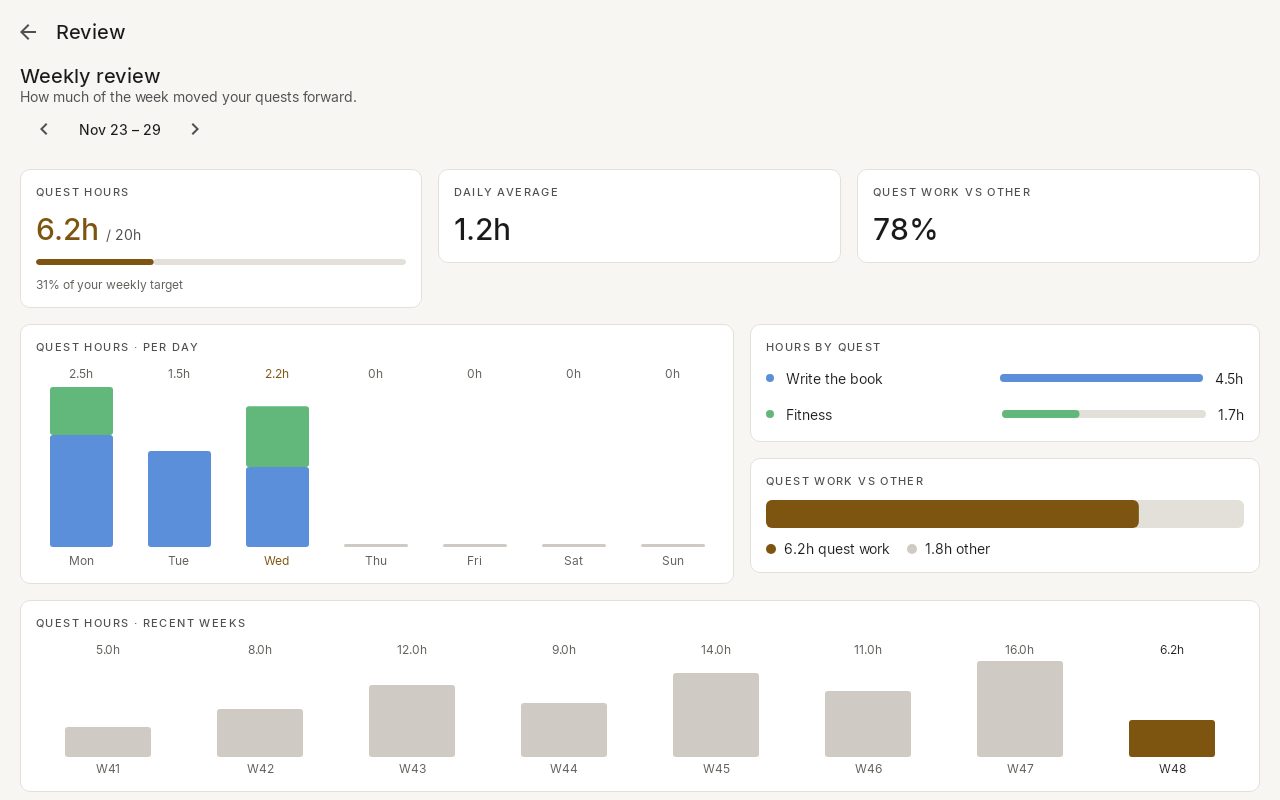 Review
Weekly review
How much of the week moved your quests forward.
Nov 23 – 29
QUEST HOURS
6.2h / 20h
31% of your weekly target
DAILY AVERAGE
1.2h
QUEST WORK VS OTHER
78%
QUEST HOURS · PER DAY
2.5h 1.5h 2.2h 0h 0h 0h 0h
Mon Tue Wed Thu Fri Sat Sun
HOURS BY QUEST
Write the book 4.5h
Fitness 1.7h
QUEST WORK VS OTHER
6.2h quest work 1.8h other
QUEST HOURS · RECENT WEEKS
5.0h 8.0h 12.0h 9.0h 14.0h 11.0h 16.0h 6.2h
W41 W42 W43 W44 W45 W46 W47 W48